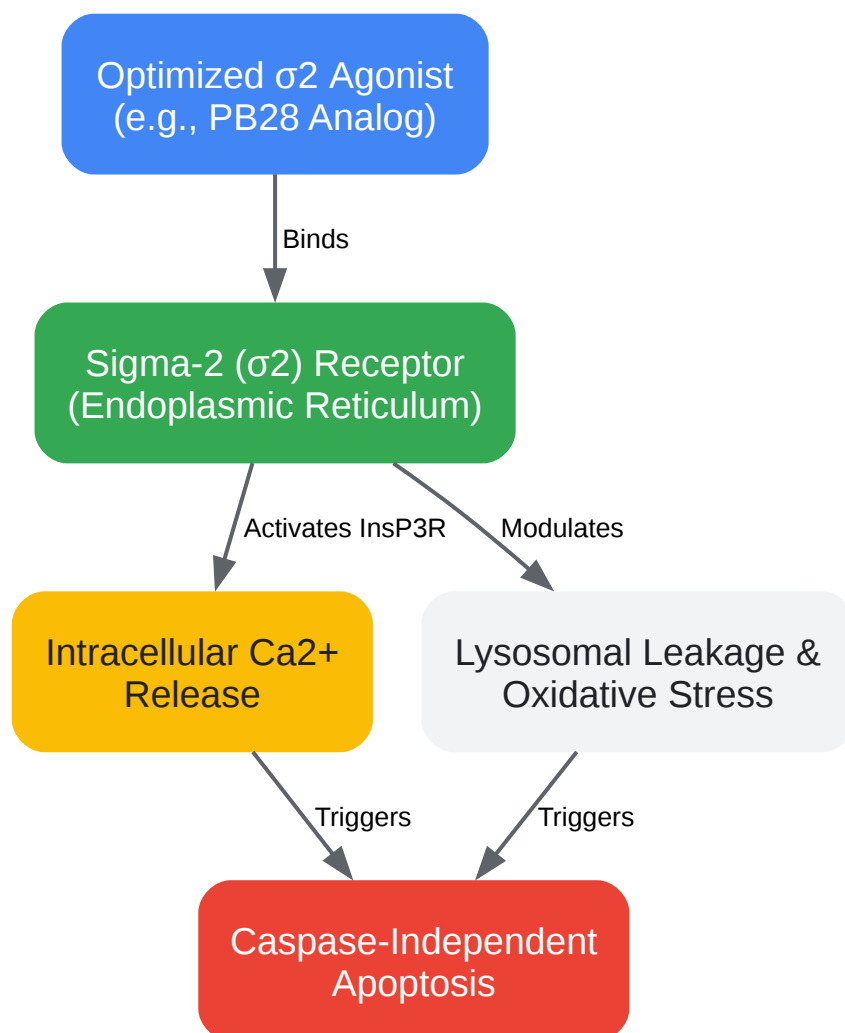 Optimized σ2 Agonist
(e.g., PB28 Analog)
Binds
Sigma-2 (σ2) Receptor
(Endoplasmic Reticulum)
Activates InsP3R
Modulates
Intracellular Ca2+
Release
Lysosomal Leakage &
Oxidative Stress
Triggers
Triggers
Caspase-Independent
Apoptosis